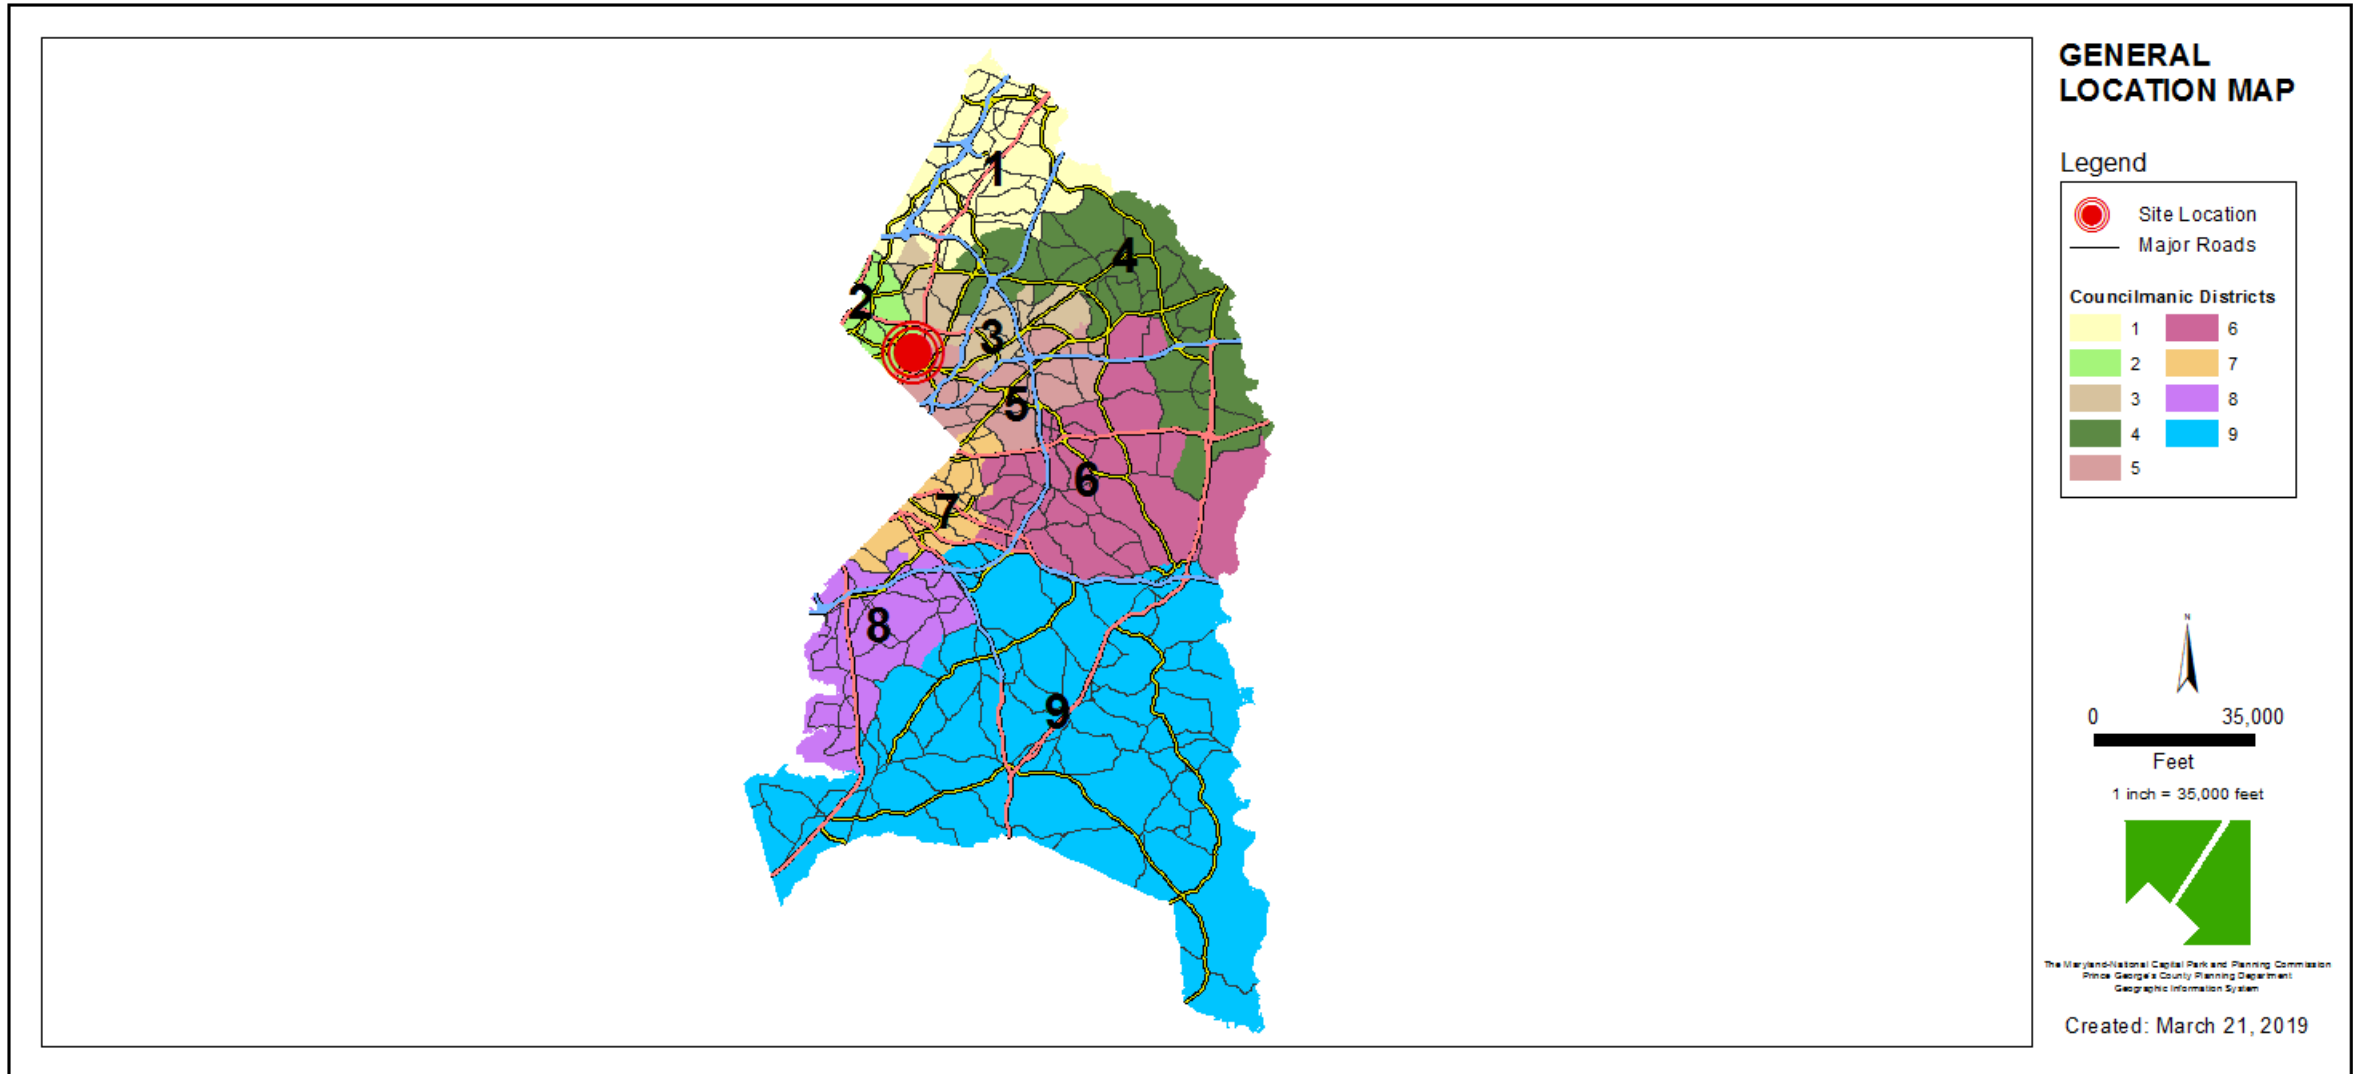 GENERAL
LOCATION MAP
Legend
Site Location
Major Roads
Councilmanic Districts
1 6
2 7
3 8
4 9
5
1
2
3
4
5
6
7
8
9
N
0 35,000
Feet
1 inch = 35,000 feet
The Maryland-National Capital Park and Planning Commission
Prince George's County Planning Department
Geographic Information System
Created: March 21, 2019